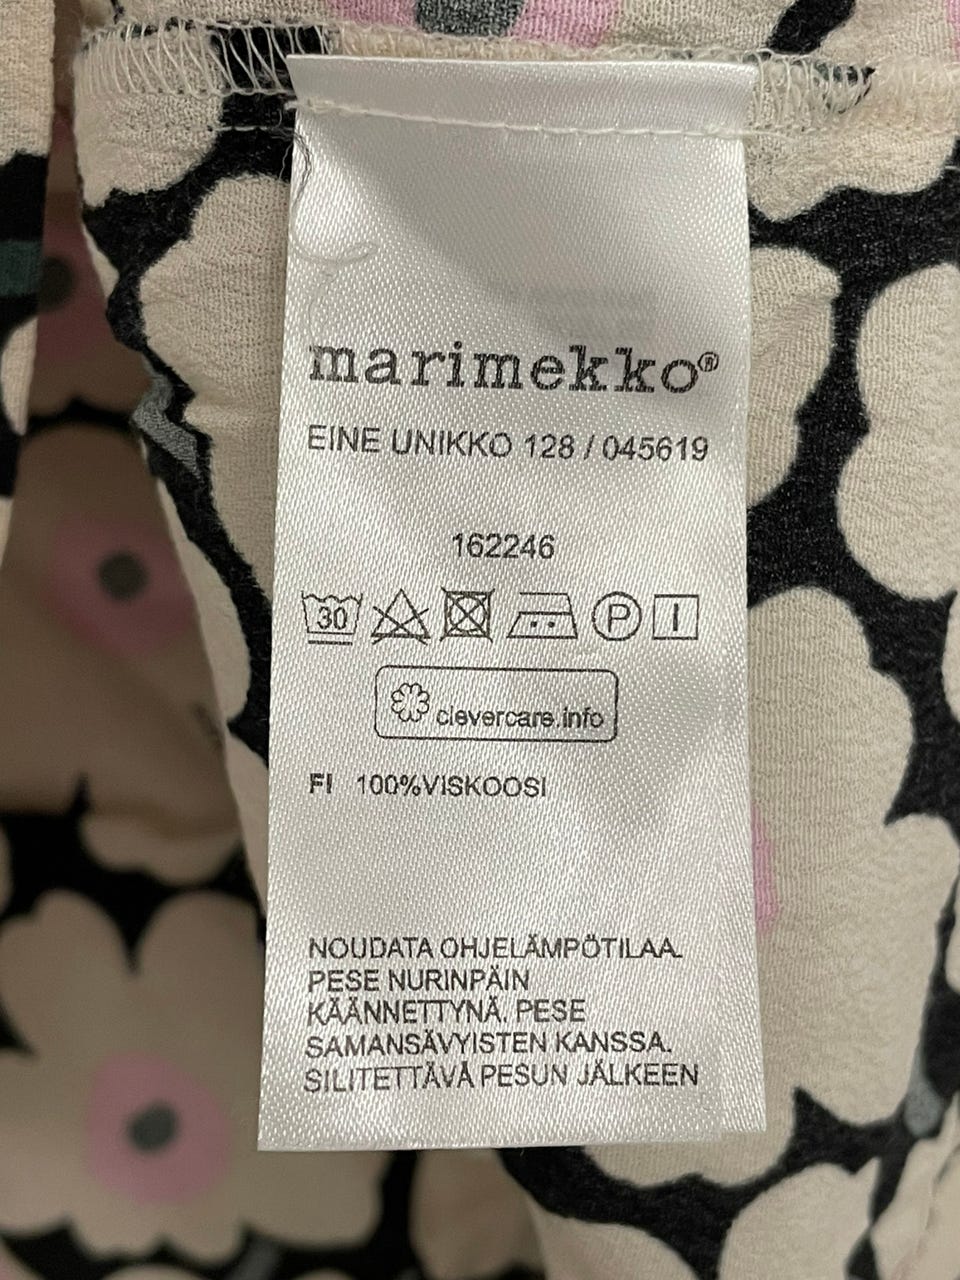 marimekko®
EINE UNIKKO 128 / 045619
162246
30 P I
clevercare.info
FI 100%VISKOOSI
NOUDATA OHJELÄMPÖTILAA.
PESE NURINPÄIN
KÄÄNNETTYNÄ. PESE
SAMANSÄVYISTEN KANSSA.
SILITETTÄVÄ PESUN JÄLKEEN